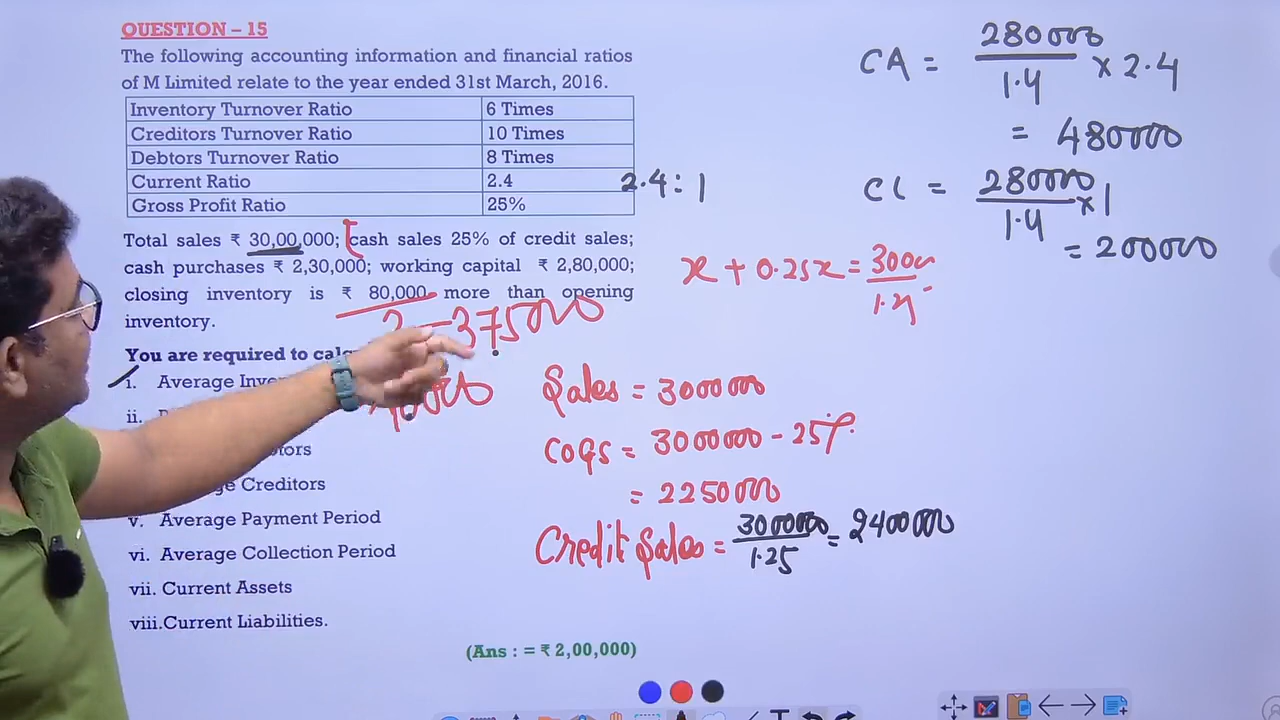 QUESTION – 15
The following accounting information and financial ratios
of M Limited relate to the year ended 31st March, 2016.
Inventory Turnover Ratio 6 Times
Creditors Turnover Ratio 10 Times
Debtors Turnover Ratio 8 Times
Current Ratio 2.4
Gross Profit Ratio 25%
2.4 : 1
Total sales ₹ 30,00,000; cash sales 25% of credit sales;
cash purchases ₹ 2,30,000; working capital ₹ 2,80,000;
closing inventory is ₹ 80,000 more than opening
inventory.
375000
You are required to
i. Average
ii.
Creditors
v. Average Payment Period
vi. Average Collection Period
vii. Current Assets
viii.Current Liabilities.
(Ans : = ₹ 2,00,000)
CA = 280000 / 1.4 × 2.4
= 480000
CL = 280000 / 1.4 × 1
= 200000
x + 0.25x =
Sales = 3000000
COGS = 3000000 - 25%
= 2250000
Credit Sales = 3000000 / 1.25 = 2400000